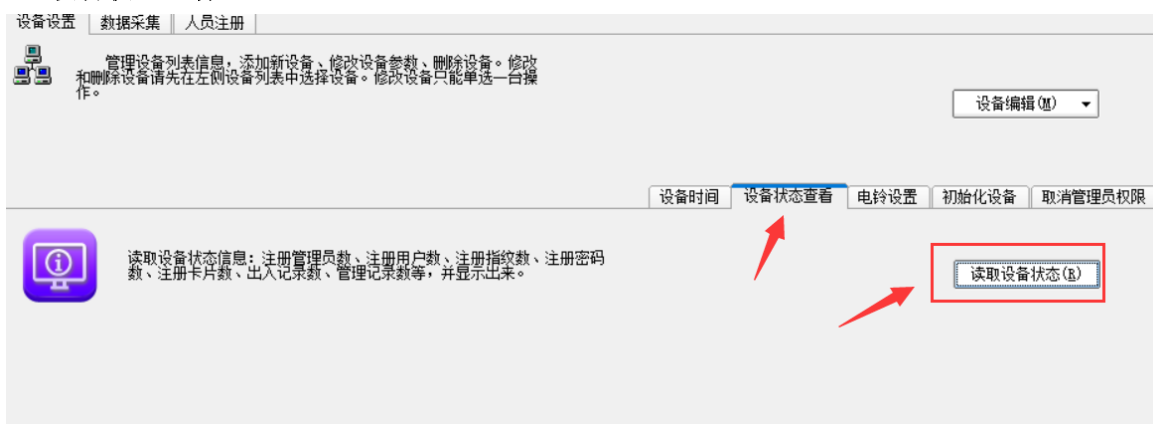 设备设置 数据采集 人员注册
管理设备列表信息，添加新设备、修改设备参数、删除设备。修改
和删除设备请先在左侧设备列表中选择设备。修改设备只能单选一台操
作。
设备编辑(M)
设备时间 设备状态查看 电铃设置 初始化设备 取消管理员权限
读取设备状态信息：注册管理员数、注册用户数、注册指纹数、注册密码
数、注册卡片数、出入记录数、管理记录数等，并显示出来。
读取设备状态(R)